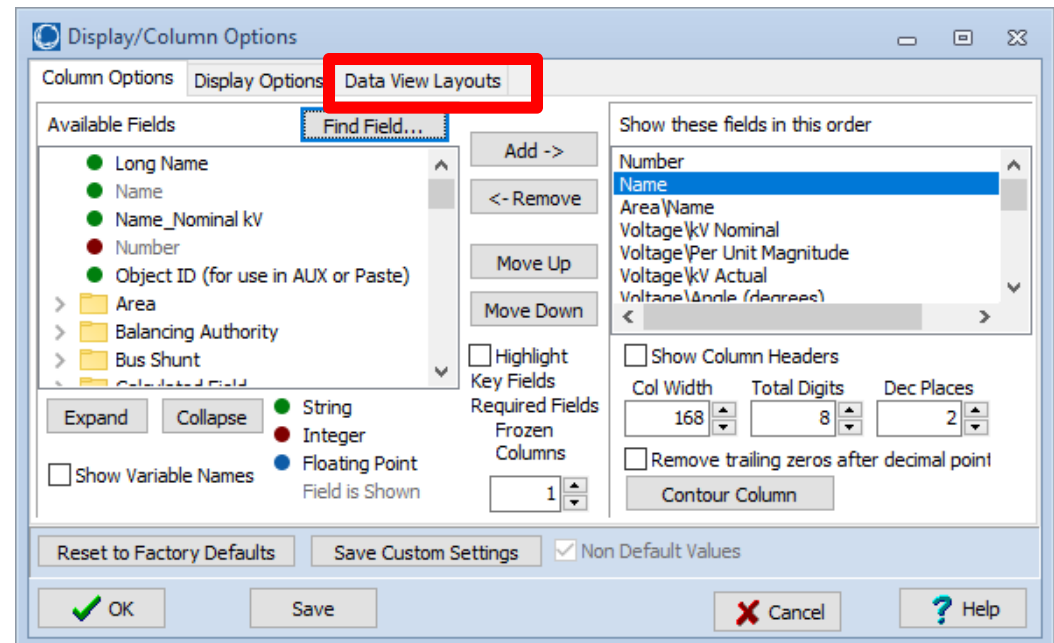 Display/Column Options
Column Options
Display Options
Data View Layouts
Available Fields
Find Field...
Long Name
Name
Name_Nominal kV
Number
Object ID (for use in AUX or Paste)
Area
Balancing Authority
Bus Shunt
Calculated Field
Expand
Collapse
String
Integer
Floating Point
Field is Shown
Show Variable Names
Add ->
<- Remove
Move Up
Move Down
Highlight
Key Fields
Required Fields
Frozen
Columns
1
Show these fields in this order
Number
Name
Area\Name
Voltage\kV Nominal
Voltage\Per Unit Magnitude
Voltage\kV Actual
Voltage\Angle (degrees)
Show Column Headers
Col Width
Total Digits
Dec Places
168
8
2
Remove trailing zeros after decimal point
Contour Column
Reset to Factory Defaults
Save Custom Settings
Non Default Values
OK
Save
Cancel
Help